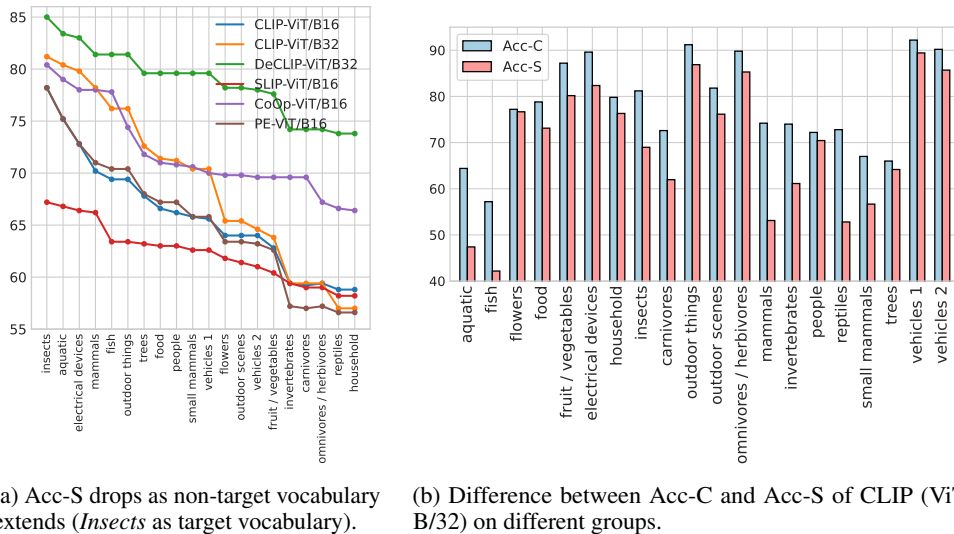 85
80
75
70
65
60
55
CLIP-ViT/B16
CLIP-ViT/B32
DeCLIP-ViT/B32
SLIP-ViT/B16
CoOp-ViT/B16
PE-ViT/B16
insects
aquatic
electrical devices
mammals
fish
outdoor things
trees
food
people
small mammals
vehicles 1
flowers
outdoor scenes
vehicles 2
fruit / vegetables
invertebrates
carnivores
omnivores / herbivores
reptiles
household
a) Acc-S drops as non-target vocabulary
extends (Insects as target vocabulary).
90
80
70
60
50
40
Acc-C
Acc-S
aquatic
fish
flowers
food
fruit / vegetables
electrical devices
household
insects
carnivores
outdoor things
outdoor scenes
omnivores / herbivores
mammals
invertebrates
people
reptiles
small mammals
trees
vehicles 1
vehicles 2
(b) Difference between Acc-C and Acc-S of CLIP (ViT
B/32) on different groups.